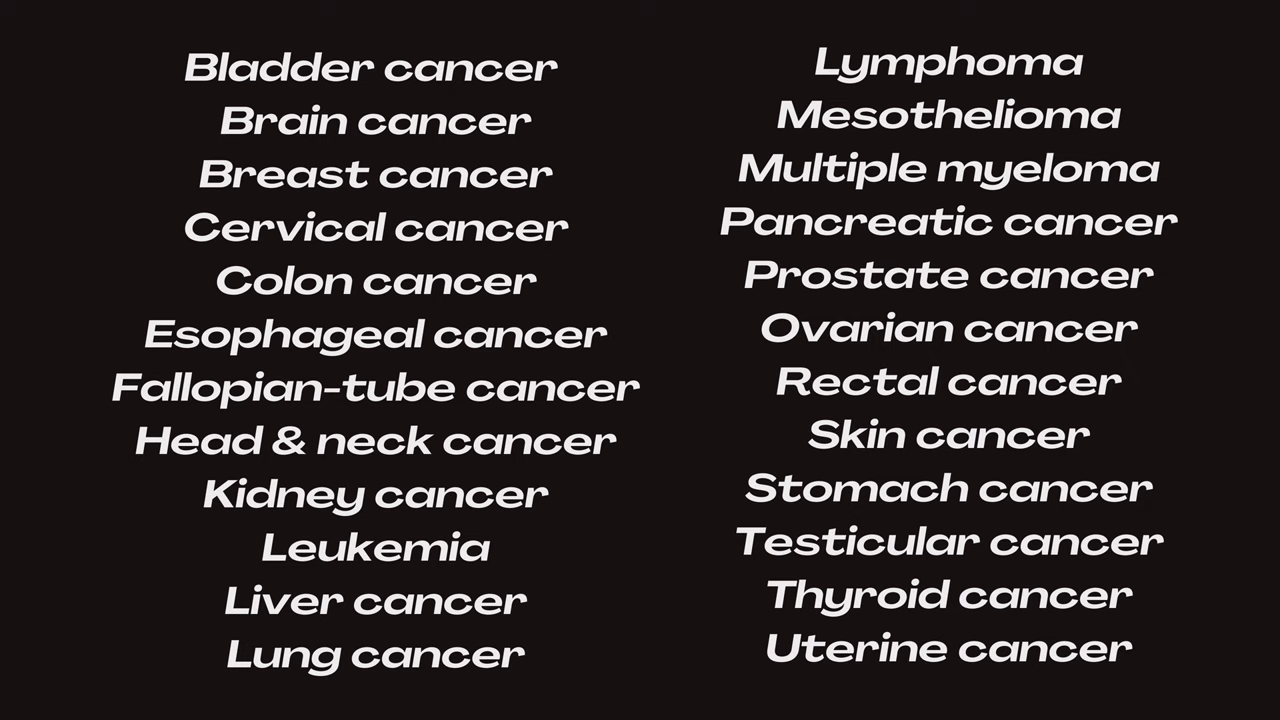 Bladder cancer
Brain cancer
Breast cancer
Cervical cancer
Colon cancer
Esophageal cancer
Fallopian-tube cancer
Head & neck cancer
Kidney cancer
Leukemia
Liver cancer
Lung cancer
Lymphoma
Mesothelioma
Multiple myeloma
Pancreatic cancer
Prostate cancer
Ovarian cancer
Rectal cancer
Skin cancer
Stomach cancer
Testicular cancer
Thyroid cancer
Uterine cancer